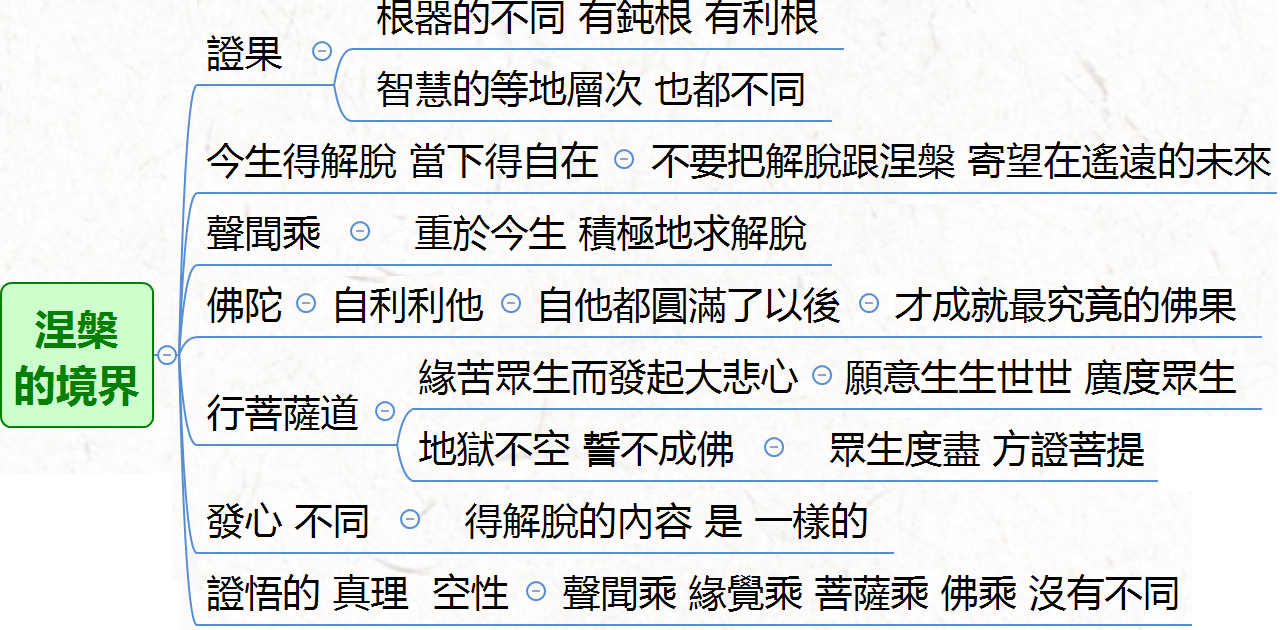 根器的不同 有鈍根 有利根
證果
智慧的等地層次 也都不同
今生得解脫 當下得自在 不要把解脫跟涅槃 寄望在遙遠的未來
聲聞乘 重於今生 積極地求解脫
佛陀 自利利他 自他都圓滿了以後 才成就最究竟的佛果
涅槃
的境界
行菩薩道
緣苦眾生而發起大悲心 願意生生世世 廣度眾生
地獄不空 誓不成佛 眾生度盡 方證菩提
發心 不同 得解脫的內容 是 一樣的
證悟的 真理 空性 聲聞乘 緣覺乘 菩薩乘 佛乘 沒有不同